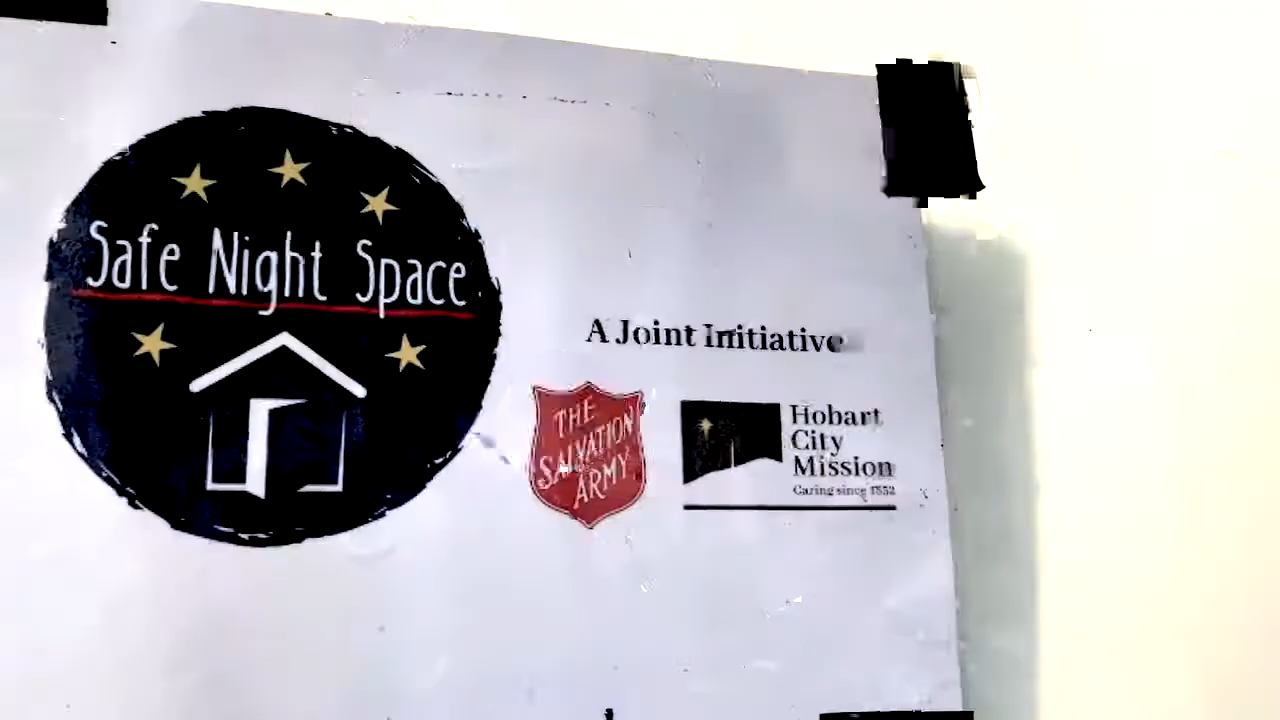 Safe Night Space
A Joint Initiative
THE
SALVATION
ARMY
Hobart
City
Mission
Caring since 1852